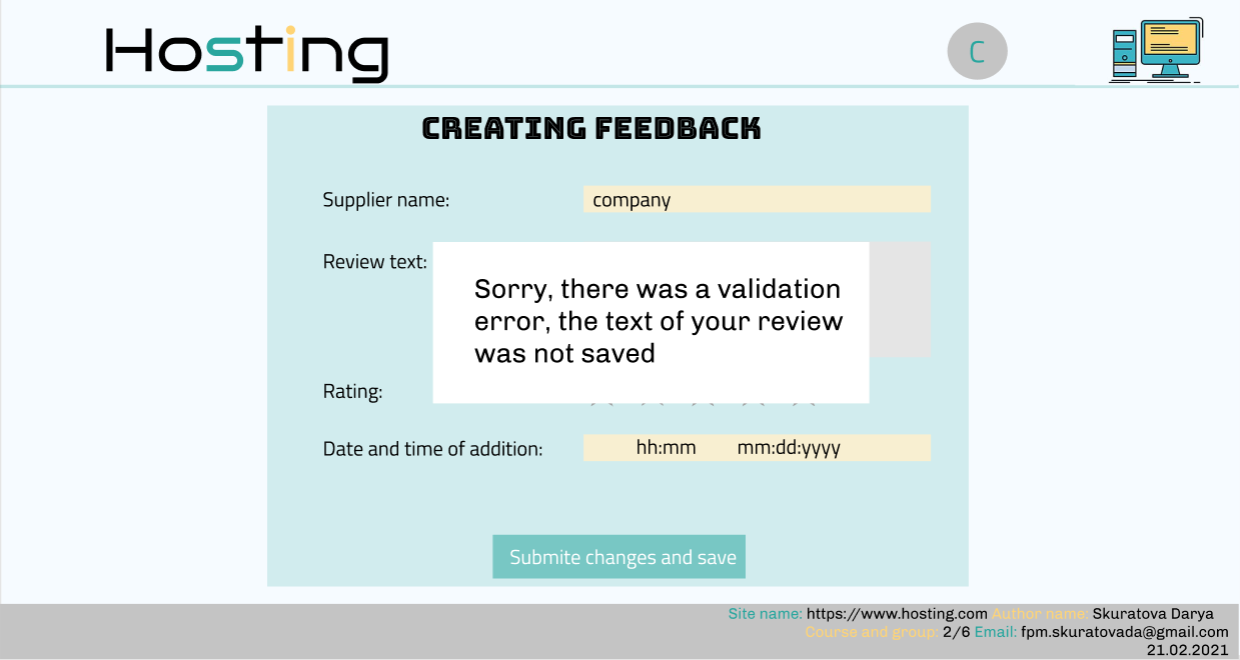 Hosting
C
CREATING FEEDBACK
Supplier name:
company
Review text:
Sorry, there was a validation
error, the text of your review
was not saved
Rating:
Date and time of addition:
hh:mm mm:dd:yyyy
Submite changes and save
Site name: https://www.hosting.com Author name: Skuratova Darya
Course and group: 2/6 Email: fpm.skuratovada@gmail.com
21.02.2021